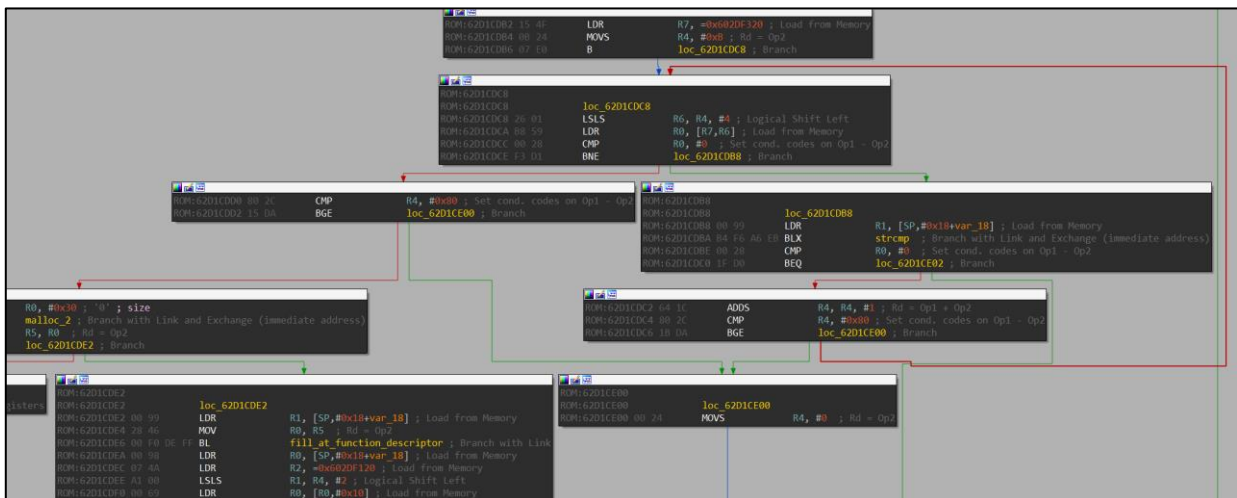 ROM:62D1CDB2 15 4F LDR R7, =0x602DF320 ; Load from Memory
ROM:62D1CDB4 0B 24 MOVS R4, #0xB ; Rd = Op2
ROM:62D1CDB6 07 E0 B loc_62D1CDC8 ; Branch
ROM:62D1CDC8
ROM:62D1CDC8 loc_62D1CDC8
ROM:62D1CDC8 26 01 LSLS R6, R4, #4 ; Logical Shift Left
ROM:62D1CDCA B8 59 LDR R0, [R7,R6] ; Load from Memory
ROM:62D1CDCC 00 28 CMP R0, #0 ; Set cond. codes on Op1 - Op2
ROM:62D1CDCE F3 D1 BNE loc_62D1CDB8 ; Branch
ROM:62D1CDD0 80 2C CMP R4, #0x80 ; Set cond. codes on Op1 - Op2
ROM:62D1CDD2 15 DA BGE loc_62D1CE00 ; Branch
ROM:62D1CDB8
ROM:62D1CDB8 loc_62D1CDB8
ROM:62D1CDB8 00 99 LDR R1, [SP,#0x18+var_18] ; Load from Memory
ROM:62D1CDBA B4 F6 A6 E8 BLX strcmp ; Branch with Link and Exchange (immediate address)
ROM:62D1CDBE 00 28 CMP R0, #0 ; Set cond. codes on Op1 - Op2
ROM:62D1CDC0 1F D0 BEQ loc_62D1CE02 ; Branch
R0, #0x30 ; '0' ; size
malloc_2 ; Branch with Link and Exchange (immediate address)
R5, R0 ; Rd = Op2
loc_62D1CDE2 ; Branch
ROM:62D1CDC2 64 1C ADDS R4, R4, #1 ; Rd = Op1 + Op2
ROM:62D1CDC4 80 2C CMP R4, #0x80 ; Set cond. codes on Op1 - Op2
ROM:62D1CDC6 1B DA BGE loc_62D1CE00 ; Branch
ROM:62D1CDE2
ROM:62D1CDE2 loc_62D1CDE2
ROM:62D1CDE2 00 99 LDR R1, [SP,#0x18+var_18] ; Load from Memory
ROM:62D1CDE4 28 46 MOV R0, R5 ; Rd = Op2
ROM:62D1CDE6 00 F0 DE FF BL fill_at_function_descriptor ; Branch with Link
ROM:62D1CDEA 00 98 LDR R0, [SP,#0x18+var_18] ; Load from Memory
ROM:62D1CDEC 07 4A LDR R2, =0x602DF120 ; Load from Memory
ROM:62D1CDEE A1 00 LSLS R1, R4, #2 ; Logical Shift Left
ROM:62D1CDF0 00 69 LDR R0, [R0,#0x10] ; Load from Memory
ROM:62D1CE00
ROM:62D1CE00 loc_62D1CE00
ROM:62D1CE00 00 24 MOVS R4, #0 ; Rd = Op2